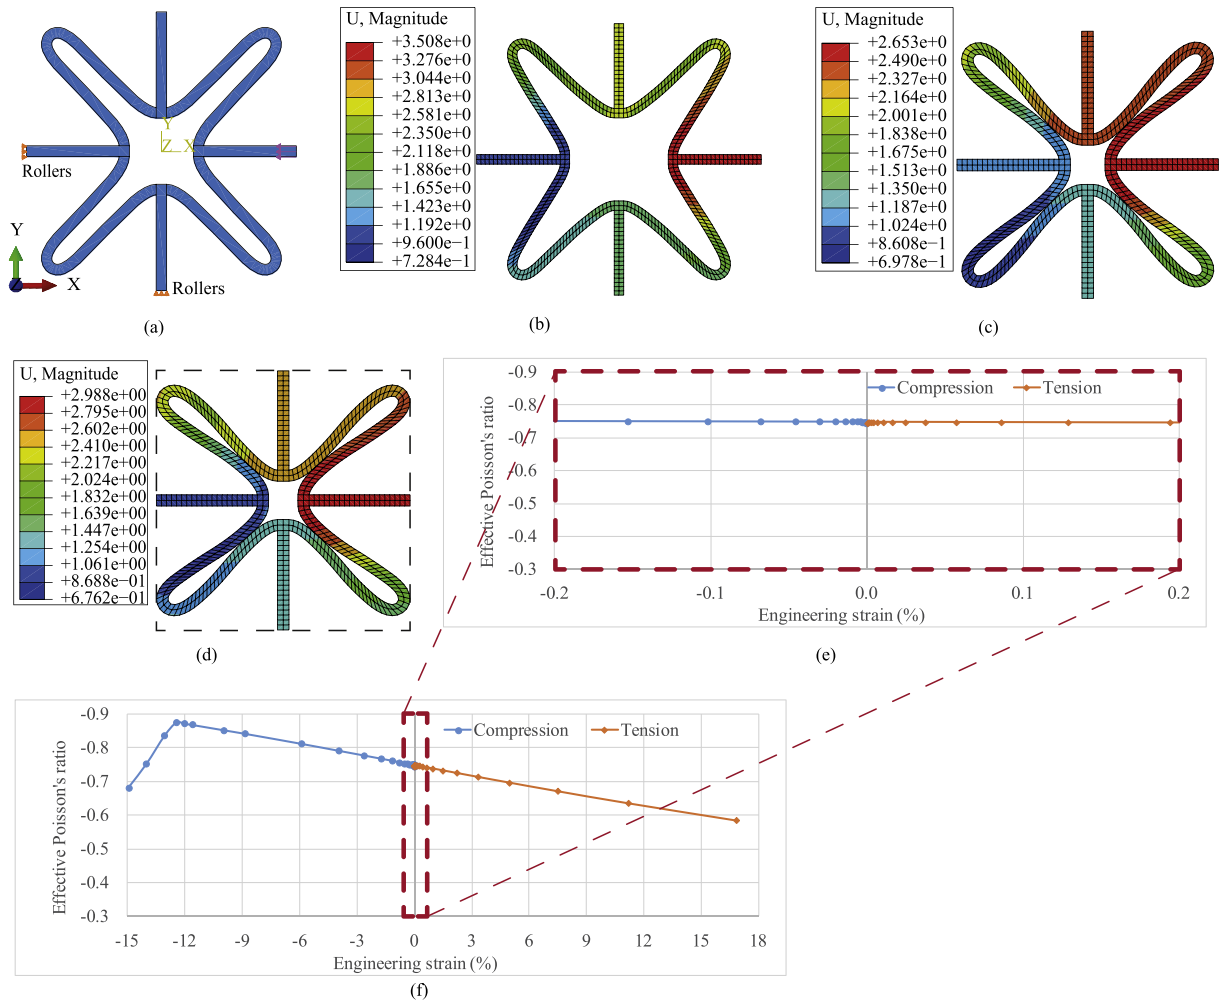 Y
Z
X
Rollers
Y
Z
X
Rollers
(a)
U, Magnitude
+3.508e+0
+3.276e+0
+3.044e+0
+2.813e+0
+2.581e+0
+2.350e+0
+2.118e+0
+1.886e+0
+1.655e+0
+1.423e+0
+1.192e+0
+9.600e−1
+7.284e−1
(b)
U, Magnitude
+2.653e+0
+2.490e+0
+2.327e+0
+2.164e+0
+2.001e+0
+1.838e+0
+1.675e+0
+1.513e+0
+1.350e+0
+1.187e+0
+1.024e+0
+8.608e−1
+6.978e−1
(c)
U, Magnitude
+2.988e+00
+2.795e+00
+2.602e+00
+2.410e+00
+2.217e+00
+2.024e+00
+1.832e+00
+1.639e+00
+1.447e+00
+1.254e+00
+1.061e+00
+8.688e−01
+6.762e−01
(d)
Effective Poisson's ratio
-0.9
-0.8
-0.7
-0.6
-0.5
-0.4
-0.3
Compression
Tension
-0.2
-0.1
0.0
0.1
0.2
Engineering strain (%)
(e)
Effective Poisson's ratio
-0.9
-0.8
-0.7
-0.6
-0.5
-0.4
-0.3
Compression
Tension
-15
-12
-9
-6
-3
0
3
6
9
12
15
18
Engineering strain (%)
(f)